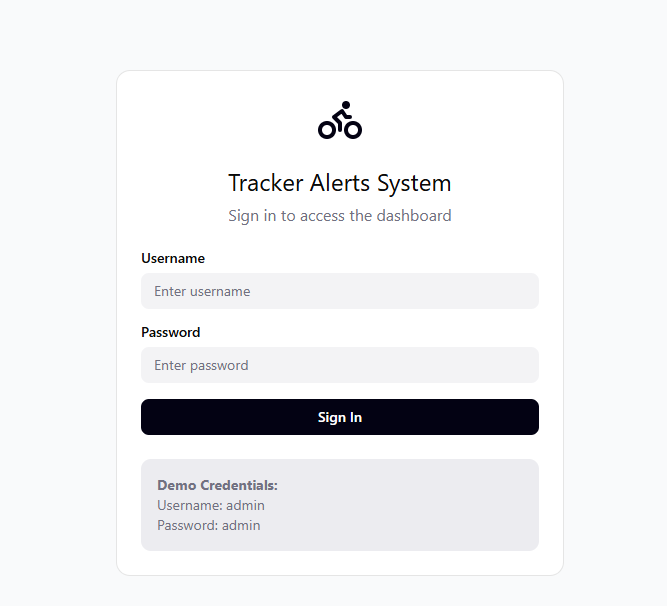 Tracker Alerts System
Sign in to access the dashboard
Username
Enter username
Password
Enter password
Sign In
Demo Credentials:
Username: admin
Password: admin